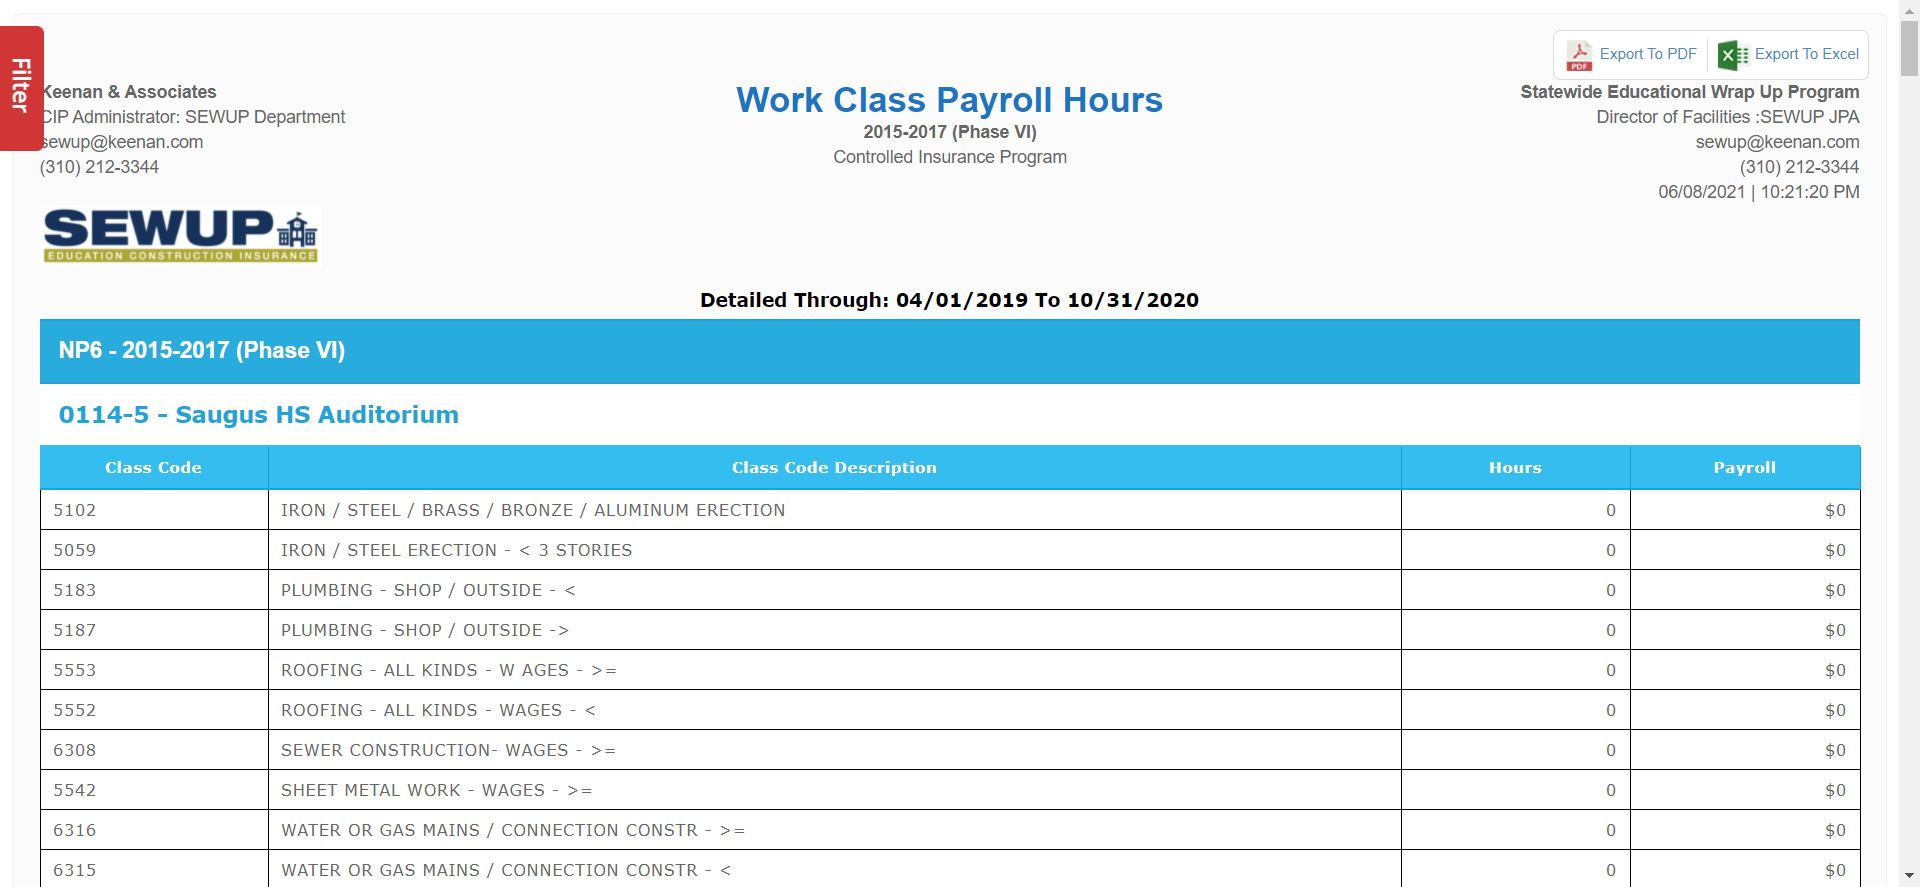 Filter
Export To PDF
Export To Excel
PDF
Keenan & Associates
CIP Administrator: SEWUP Department
sewup@keenan.com
(310) 212-3344
SEWUP
EDUCATION CONSTRUCTION INSURANCE
Work Class Payroll Hours
2015-2017 (Phase VI)
Controlled Insurance Program
Statewide Educational Wrap Up Program
Director of Facilities :SEWUP JPA
sewup@keenan.com
(310) 212-3344
06/08/2021 | 10:21:20 PM
Detailed Through: 04/01/2019 To 10/31/2020
NP6 - 2015-2017 (Phase VI)
0114-5 - Saugus HS Auditorium
Class Code Class Code Description Hours Payroll
5102 IRON / STEEL / BRASS / BRONZE / ALUMINUM ERECTION 0 $0
5059 IRON / STEEL ERECTION - < 3 STORIES 0 $0
5183 PLUMBING - SHOP / OUTSIDE - < 0 $0
5187 PLUMBING - SHOP / OUTSIDE -> 0 $0
5553 ROOFING - ALL KINDS - W AGES - >= 0 $0
5552 ROOFING - ALL KINDS - WAGES - < 0 $0
6308 SEWER CONSTRUCTION- WAGES - >= 0 $0
5542 SHEET METAL WORK - WAGES - >= 0 $0
6316 WATER OR GAS MAINS / CONNECTION CONSTR - >= 0 $0
6315 WATER OR GAS MAINS / CONNECTION CONSTR - < 0 $0